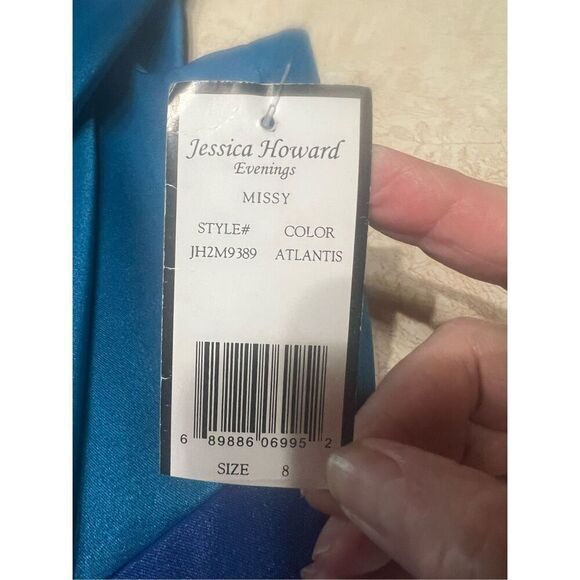 Jessica Howard
Evenings
MISSY
STYLE# COLOR
JH2M9389 ATLANTIS
6 89886 06995 2
SIZE 8